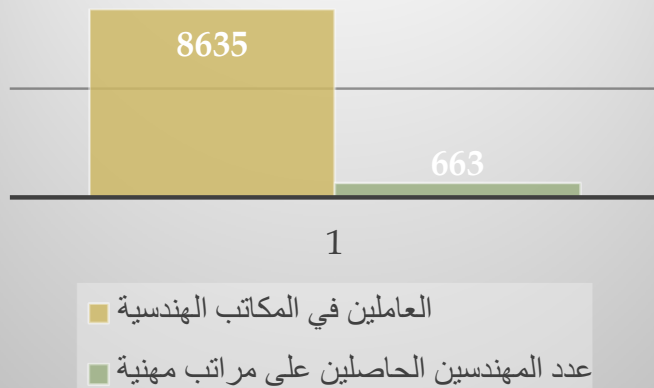 8635
663
1
العاملين في المكاتب الهندسية
عدد المهندسين الحاصلين على مراتب مهنية